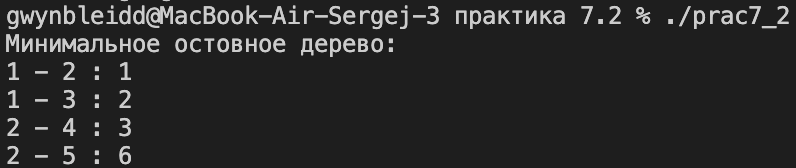 gwynbleidd@MacBook-Air-Sergej-3 практика 7.2 % ./prac7_2
Минимальное остовное дерево:
1 - 2 : 1
1 - 3 : 2
2 - 4 : 3
2 - 5 : 6